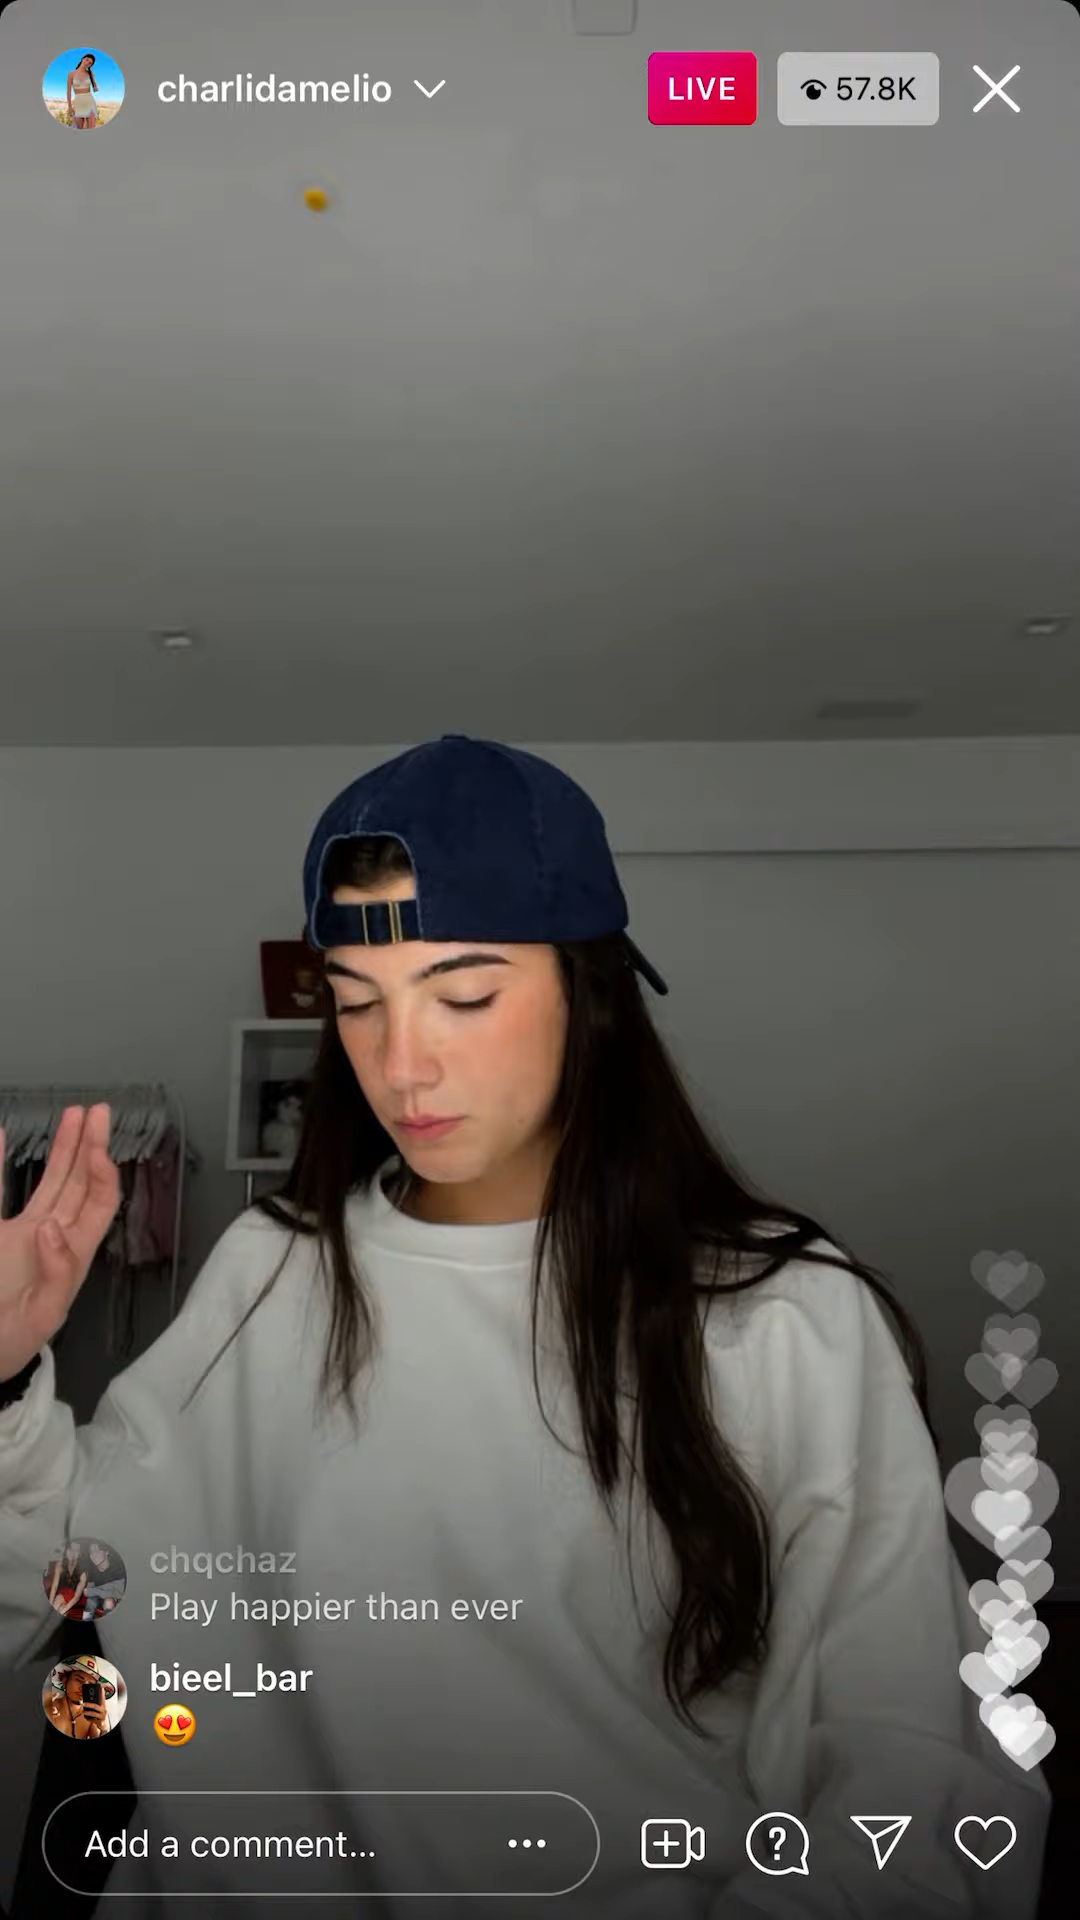 charlidamelio
LIVE
57.8K
chqchaz
Play happier than ever
bieel_bar
😍
Add a comment...